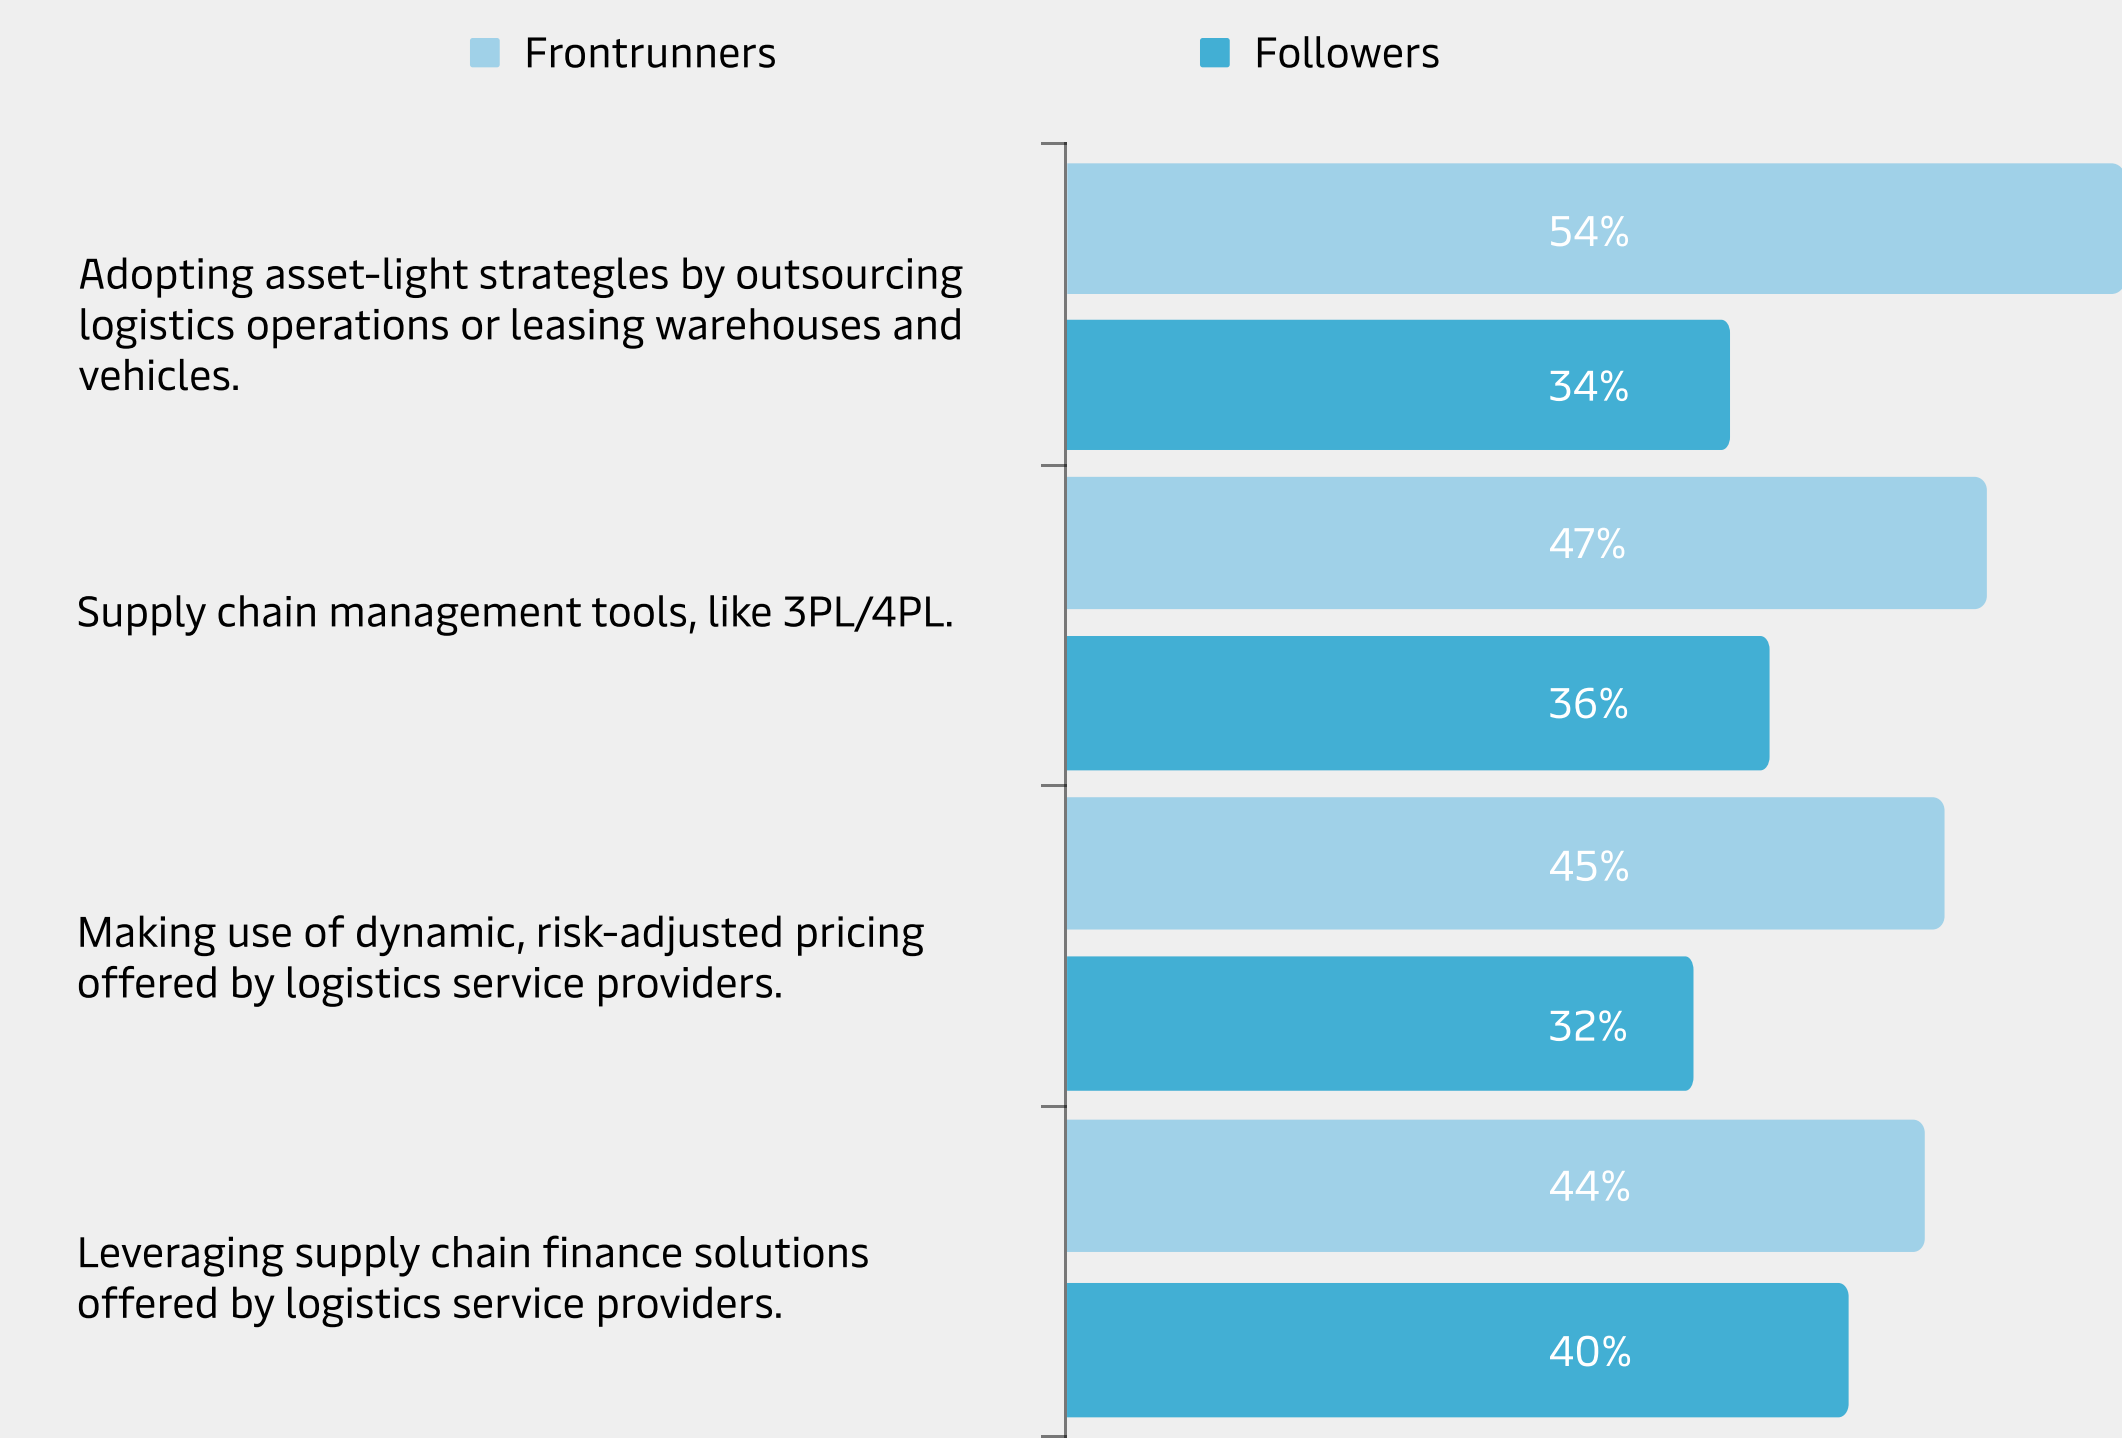 Frontrunners
Followers
54%
Adopting asset-light strategles by outsourcing
logistics operations or leasing warehouses and
vehicles.
34%
47%
Supply chain management tools, like 3PL/4PL.
36%
45%
Making use of dynamic, risk-adjusted pricing
offered by logistics service providers.
32%
44%
Leveraging supply chain finance solutions
offered by logistics service providers.
40%